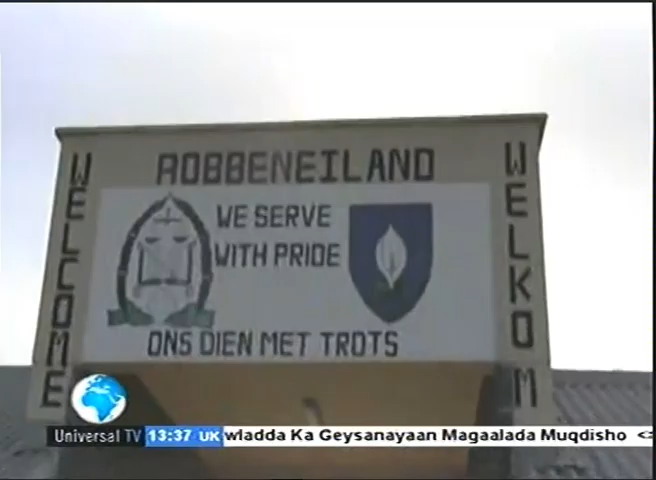 ROBBENEILAND
WELCOME
WE SERVE
WITH PRIDE
ONS DIEN MET TROTS
WELKOM
Universal TV 13:37 UK wladda Ka Geysanayaan Magaalada Muqdisho